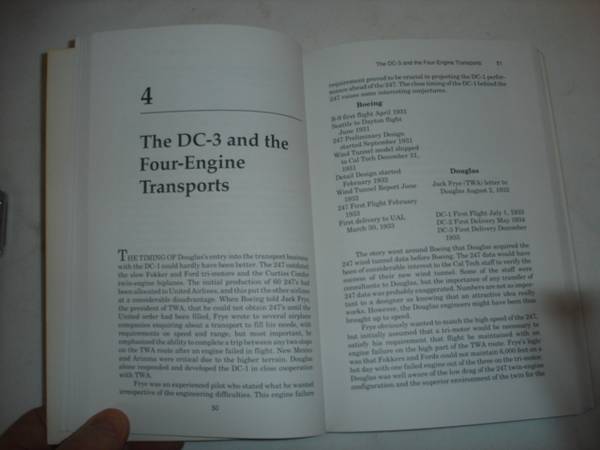 4
The DC-3 and the
Four-Engine
Transports
THE TIMING OF Douglas's entry into the transport business
with the DC-1 could hardly have been better. The 247 outdated
the slow Fokker and Ford tri-motors and the Curtiss Condor
twin-engine biplanes. The initial production of 60 247's had
been allocated to United Airlines, and this put the other airlines
at a considerable disadvantage. When Boeing told Jack Frye,
the president of TWA, that he could not obtain 247's until the
United order had been filled, Frye wrote to several airplane
companies enquiring about a transport to fill his needs, with
requirements on speed and range, but most important, he
emphasized the ability to complete a trip between any two stops
on the TWA route after an engine failed in flight. New Mexico
and Arizona were critical due to the higher terrain. Douglas
alone responded and developed the DC-1 in close cooperation
with TWA.
Frye was an experienced pilot who stated what he wanted
irrespective of the engineering difficulties. This engine failure
50
The DC-3 and the Four-Engine Transports 51
requirement proved to be crucial to projecting the DC-1 perfor-
mance ahead of the 247. The close timing of the DC-1 behind the
247 raises some interesting conjectures.
Boeing
B-9 first flight April 1931
Seattle to Dayton flight
June 1931
247 Preliminary Design
started September 1931
Wind Tunnel model shipped
to Cal Tech December 21,
1931
Detail Design started
February 1932
Wind Tunnel Report June
1932
247 First Flight February
1933
First delivery to UAL
March 30, 1933
Douglas
Jack Frye (TWA) letter to
Douglas August 2, 1932
DC-1 First Flight July 1, 1933
DC-2 First Delivery May 1934
DC-3 First Delivery December
The story went around Boeing that Douglas acquired the
247 wind tunnel data before Boeing. The 247 data would have
been of considerable interest to the Cal Tech staff to verify the
success of their new wind tunnel. Some of the staff were
consultants to Douglas, but the importance of any transfer of
247 data was probably exaggerated. Numbers are not so impor-
tant to a designer as knowing that an attractive idea really
works. However, the Douglas engineers might have been thus
brought up to speed.
Frye obviously wanted to match the high speed of the 247,
but initially assumed that a tri-motor would be necessary to
satisfy his requirement that flight be maintained with an
engine failure on the high part of the TWA route. Frye's logic
was that Fokkers and Fords could not maintain 6,000 feet on a
hot day with one failed engine out of the three on the tri-motor.
Douglas was well aware of the low drag of the 247 twin-engine
configuration and the superior environment of the twin for the